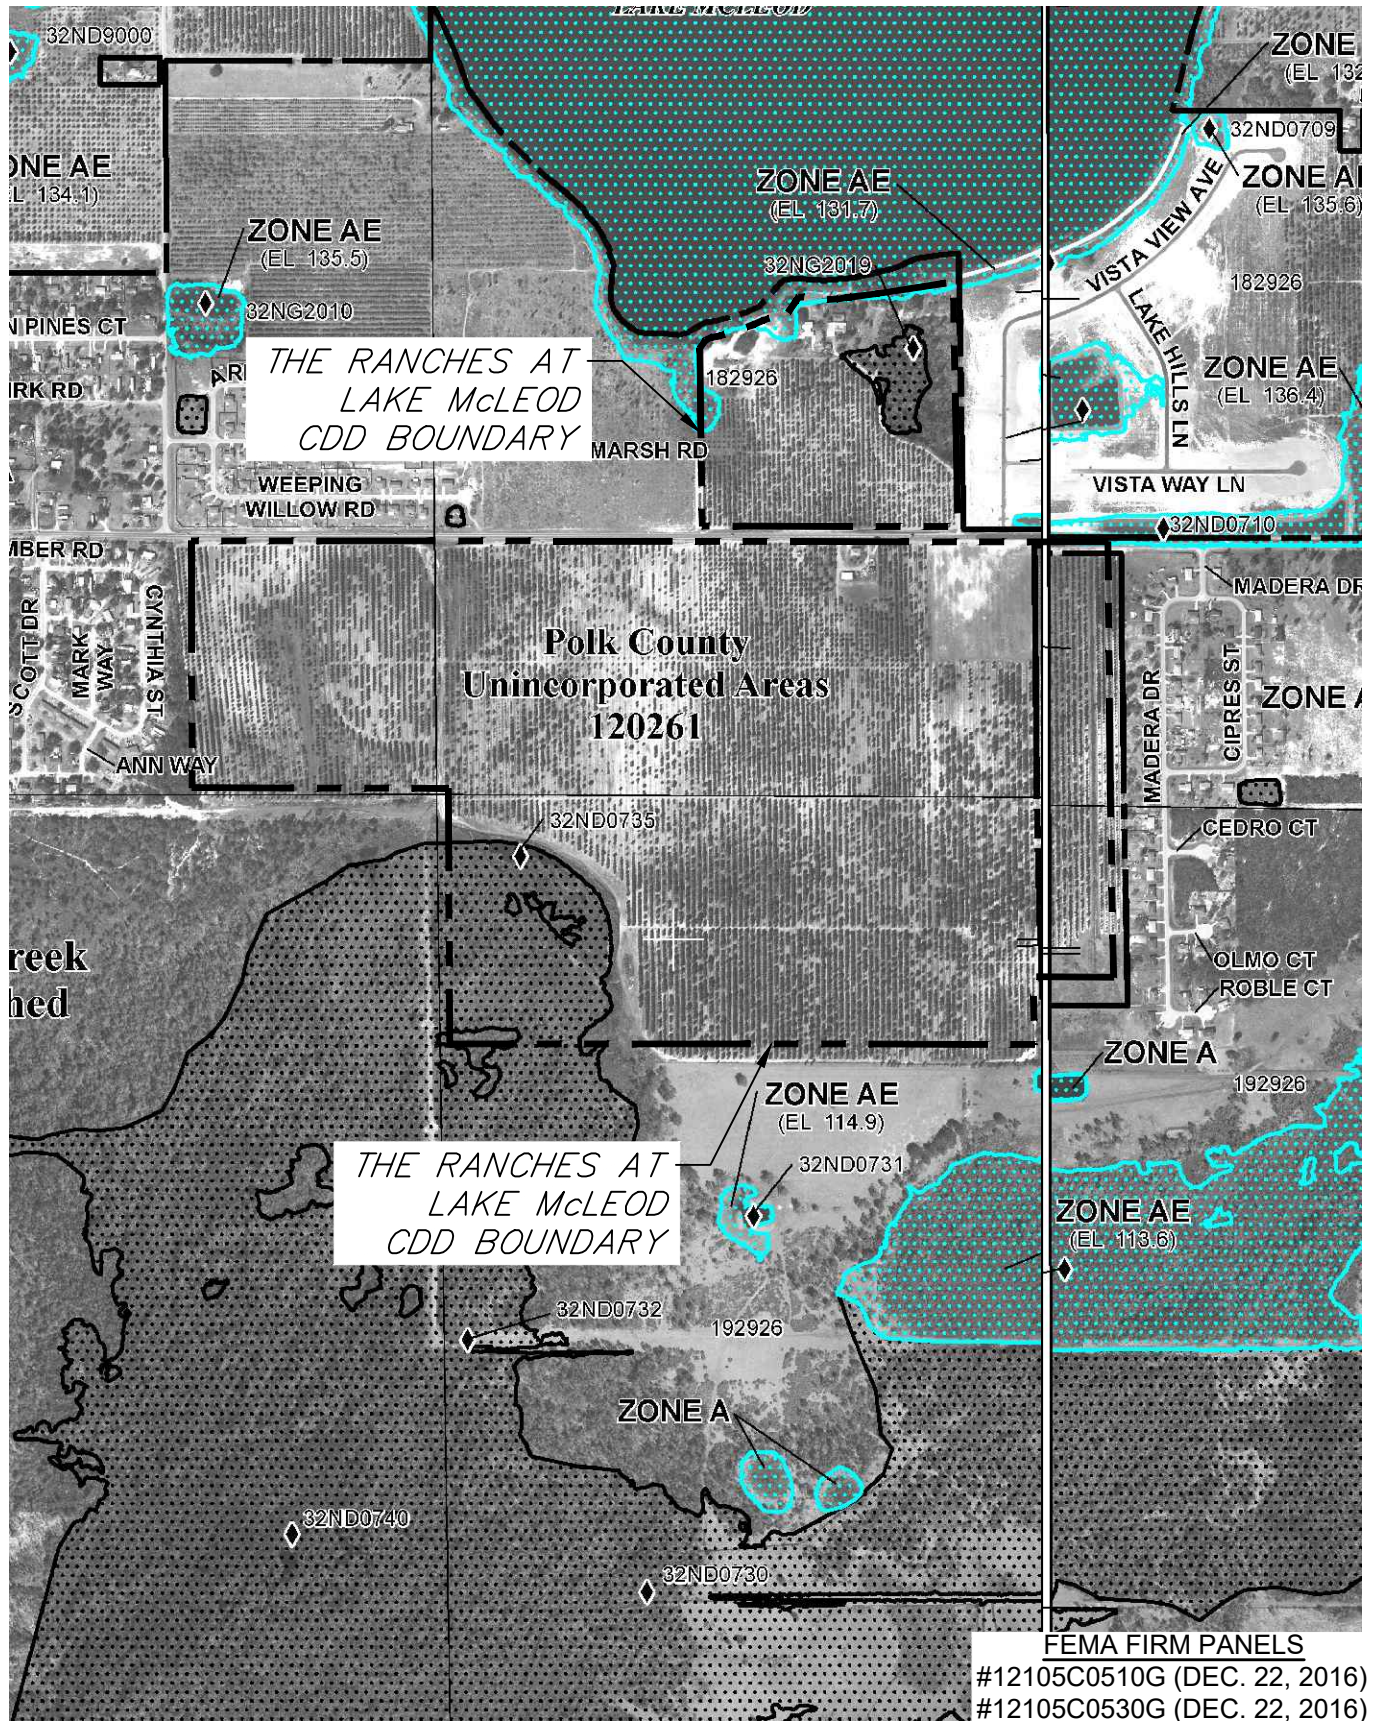 LAKE McLEOD
32ND9000
ZONE
(EL 132
32ND0709
ONE AE
EL 134.1)
ZONE AE
(EL 131.7)
ZONE AE
(EL 135.6)
VISTA VIEW AVE
ZONE AE
(EL 135.5)
32NG2019
182926
32NG2010
N PINES CT
LAKE HILLS LN
THE RANCHES AT
LAKE McLEOD
CDD BOUNDARY
182926
ZONE AE
(EL 136.4)
IRK RD
MARSH RD
WEEPING
WILLOW RD
VISTA WAY LN
32ND0710
MBER RD
MADERA DR
SCOTT DR
MARK
WAY
CYNTHIA ST
Polk County
Unincorporated Areas
120261
MADERA DR
CIPRES ST
ZONE A
ANN WAY
32ND0735
CEDRO CT
reek
hed
OLMO CT
ROBLE CT
ZONE A
192926
ZONE AE
(EL 114.9)
THE RANCHES AT
LAKE McLEOD
CDD BOUNDARY
32ND0731
ZONE AE
(EL 113.6)
32ND0732
192926
ZONE A
32ND0740
32ND0730
FEMA FIRM PANELS
#12105C0510G (DEC. 22, 2016)
#12105C0530G (DEC. 22, 2016)